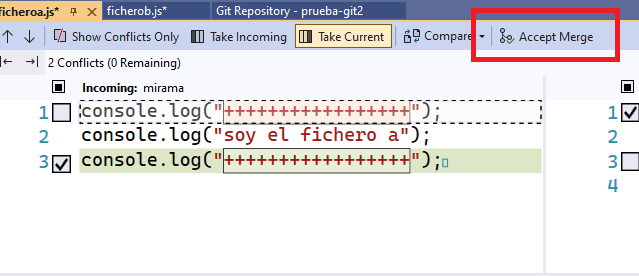 ficheroa.js* ficherob.js* Git Repository - prueba-git2
Show Conflicts Only Take Incoming Take Current Compare Accept Merge
2 Conflicts (0 Remaining)
Incoming: mirama
1 console.log("+++++++++++++++++"); 1
2 console.log("soy el fichero a"); 2
3 console.log("+++++++++++++++++"); 3
4